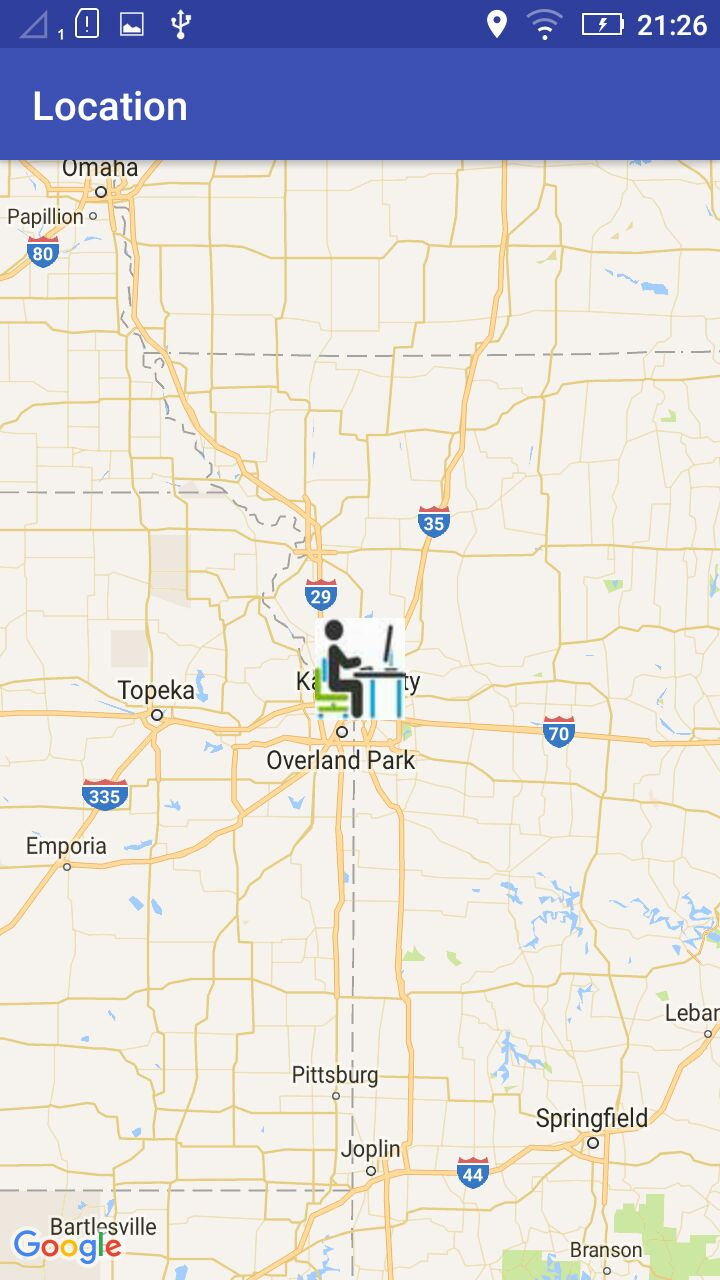 1
21:26
Location
Omaha
Papillion
80
35
29
Topeka
Overland Park
70
335
Emporia
Lebar
Pittsburg
Springfield
Joplin
44
Bartlesville
Google
Branson